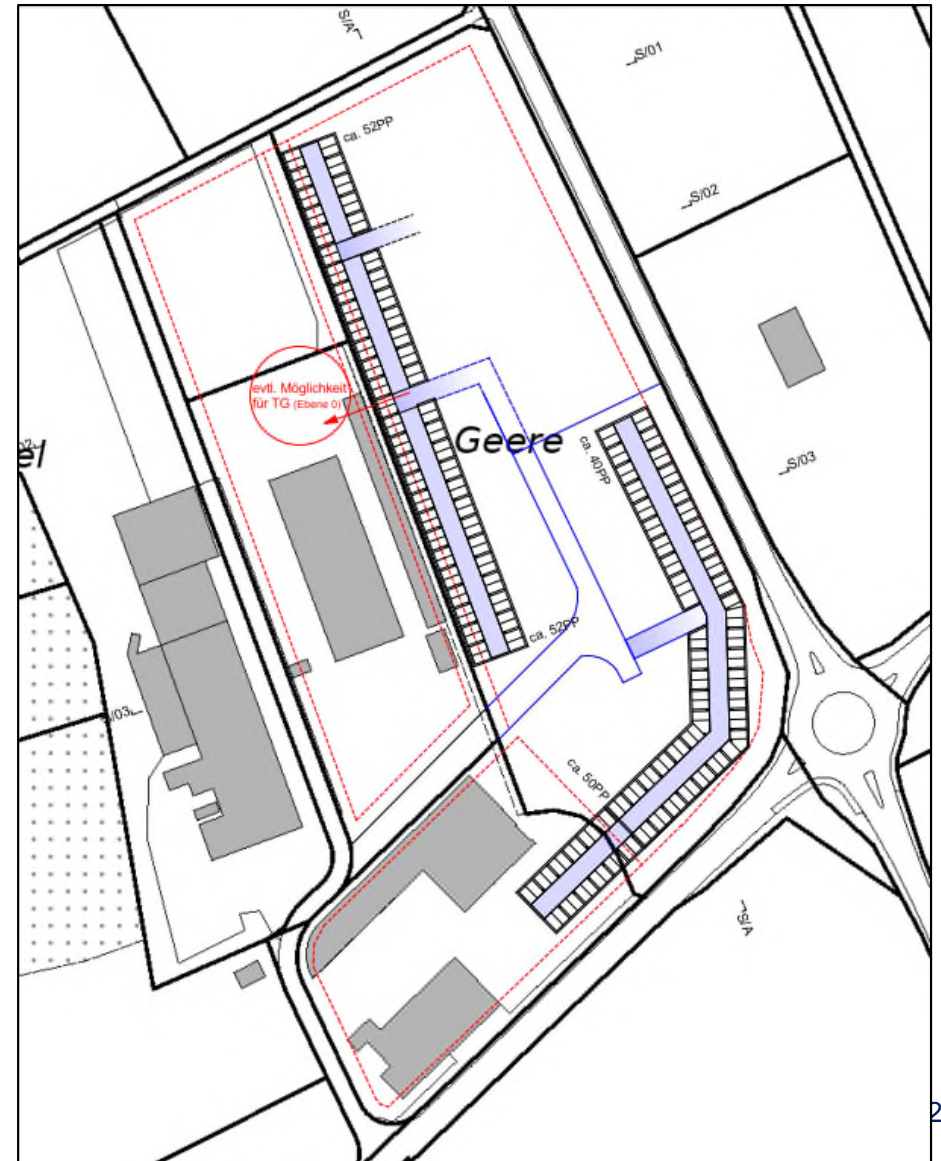 S/A
S/01
ca. 52PP
S/02
evtl. Möglichkeit
für TG (Ebene 0)
Geere
el
ca. 40PP
S/03
ca. 52PP
S/03
ca. 50PP
S/A
2